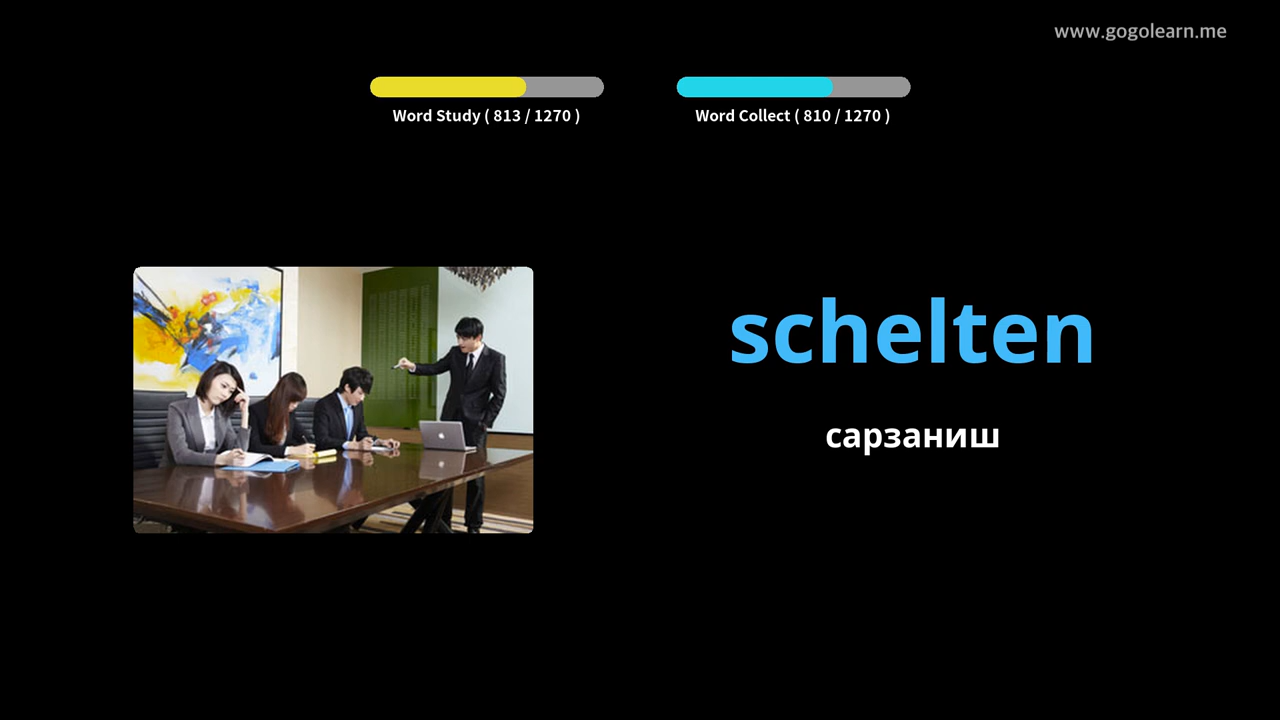 www.gogolearn.me
Word Study ( 813 / 1270 )
Word Collect ( 810 / 1270 )
schelten
сарзаниш